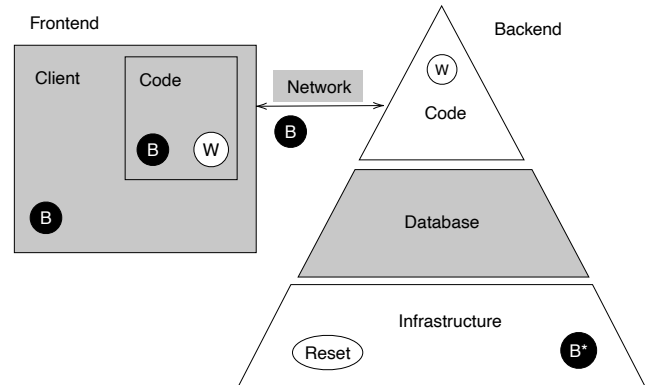 Frontend
Backend
Client
Code
Network
W
Code
B
W
B
B
Database
Infrastructure
Reset
B*